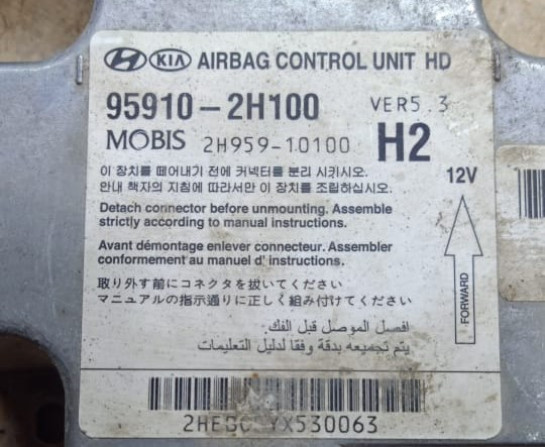 KIA AIRBAG CONTROL UNIT HD
95910-2H100 VER5.3
MOBIS 2H959-10100 H2
이 장치를 떼어내기 전에 커넥터를 분리 시키시오.
안내 책자의 지침에 따라서만 이 장치를 조립하십시오.
12V
Detach connector before unmounting. Assemble
strictly according to manual instructions.
Avant démontage enlever connecteur. Assembler
conformement au manuel d' instructions.
FORWARD
取り外す前にコネクタを抜いてください
マニュアルの指示通りに正しく組み付けてください。
افصل الموصل قبل الفك.
يتم تجميعه بدقة وفقا لدليل التعليمات